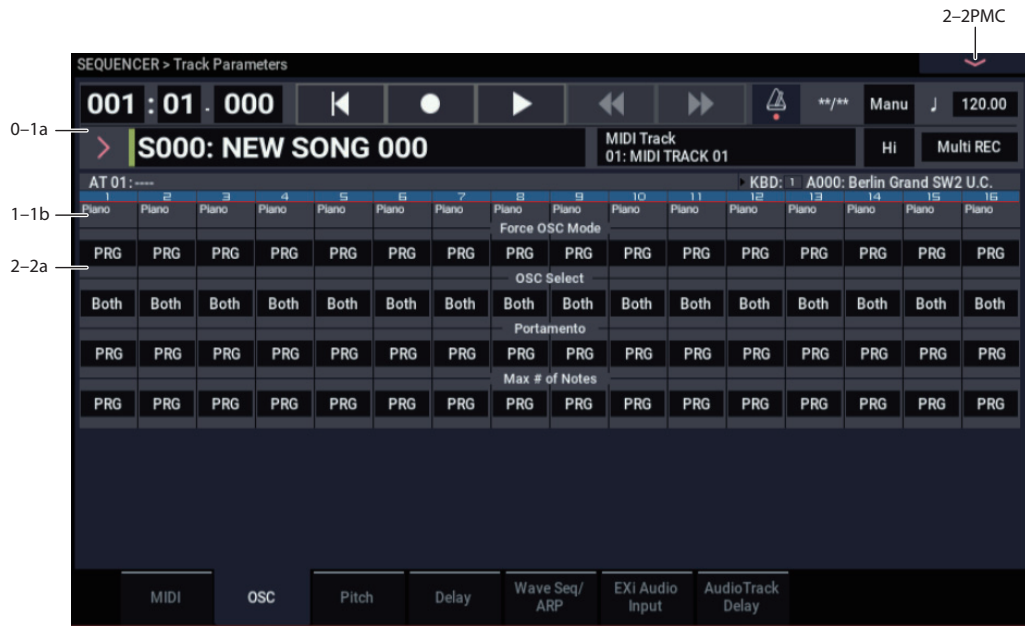 2–2PMC
SEQUENCER > Track Parameters
001 : 01 . 000 **/** Manu ♩ 120.00
0–1a
S000: NEW SONG 000
MIDI Track
01: MIDI TRACK 01
Hi Multi REC
AT 01:---- KBD: 1 A000: Berlin Grand SW2 U.C.
1 2 3 4 5 6 7 8 9 10 11 12 13 14 15 16
1–1b
Piano Piano Piano Piano Piano Piano Piano Piano Piano Piano Piano Piano Piano Piano Piano Piano
Force OSC Mode
PRG PRG PRG PRG PRG PRG PRG PRG PRG PRG PRG PRG PRG PRG PRG PRG
2–2a
OSC Select
Both Both Both Both Both Both Both Both Both Both Both Both Both Both Both Both
Portamento
PRG PRG PRG PRG PRG PRG PRG PRG PRG PRG PRG PRG PRG PRG PRG PRG
Max # of Notes
PRG PRG PRG PRG PRG PRG PRG PRG PRG PRG PRG PRG PRG PRG PRG PRG
MIDI OSC Pitch Delay Wave Seq/ EXi Audio AudioTrack
ARP Input Delay